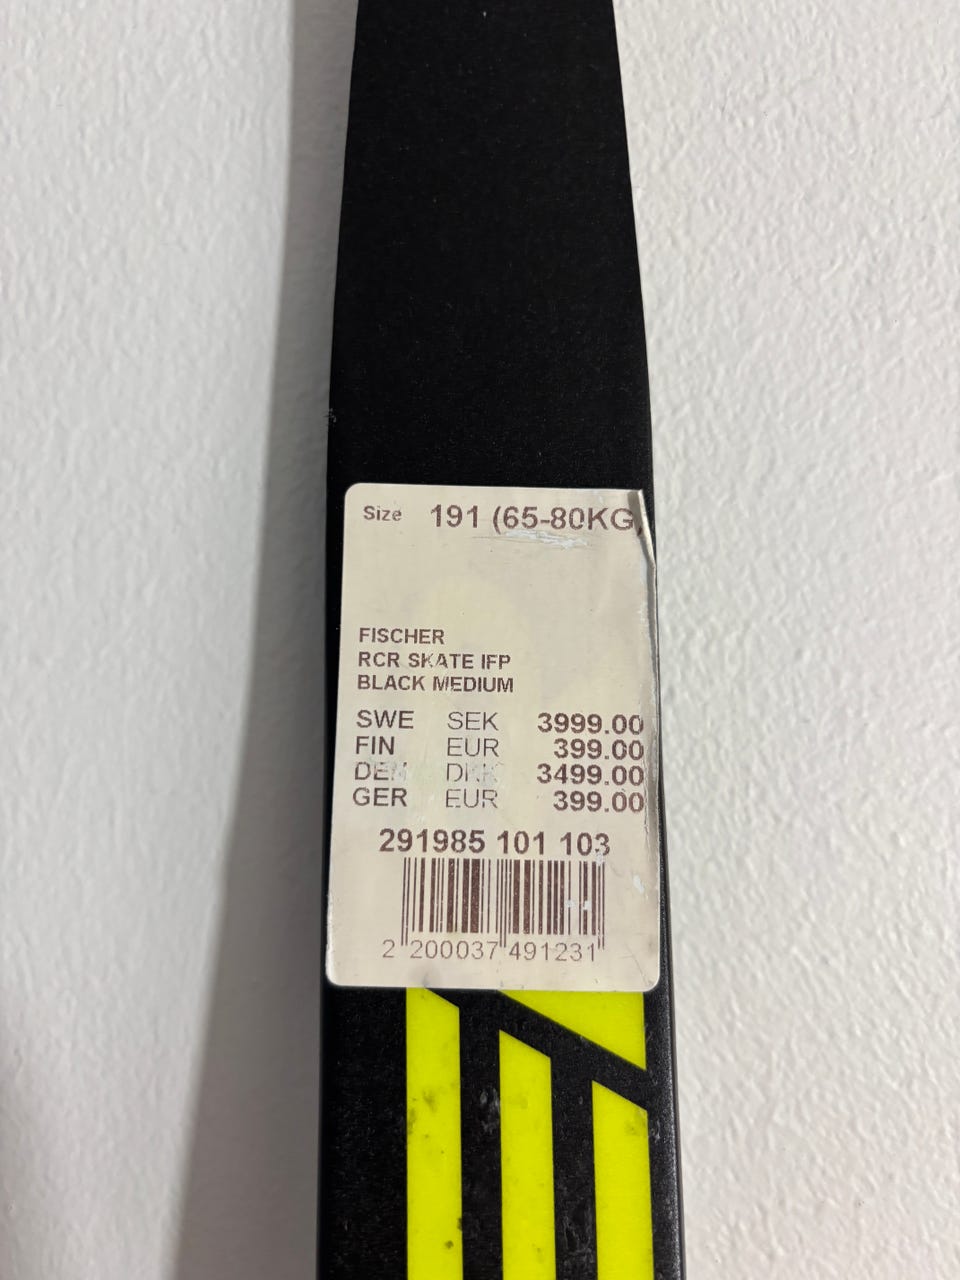 Size 191 (65-80KG)
FISCHER
RCR SKATE IFP
BLACK MEDIUM
SWE SEK 3999.00
FIN EUR 399.00
DEN DKK 3499.00
GER EUR 399.00
291985 101 103
2 200037 491231